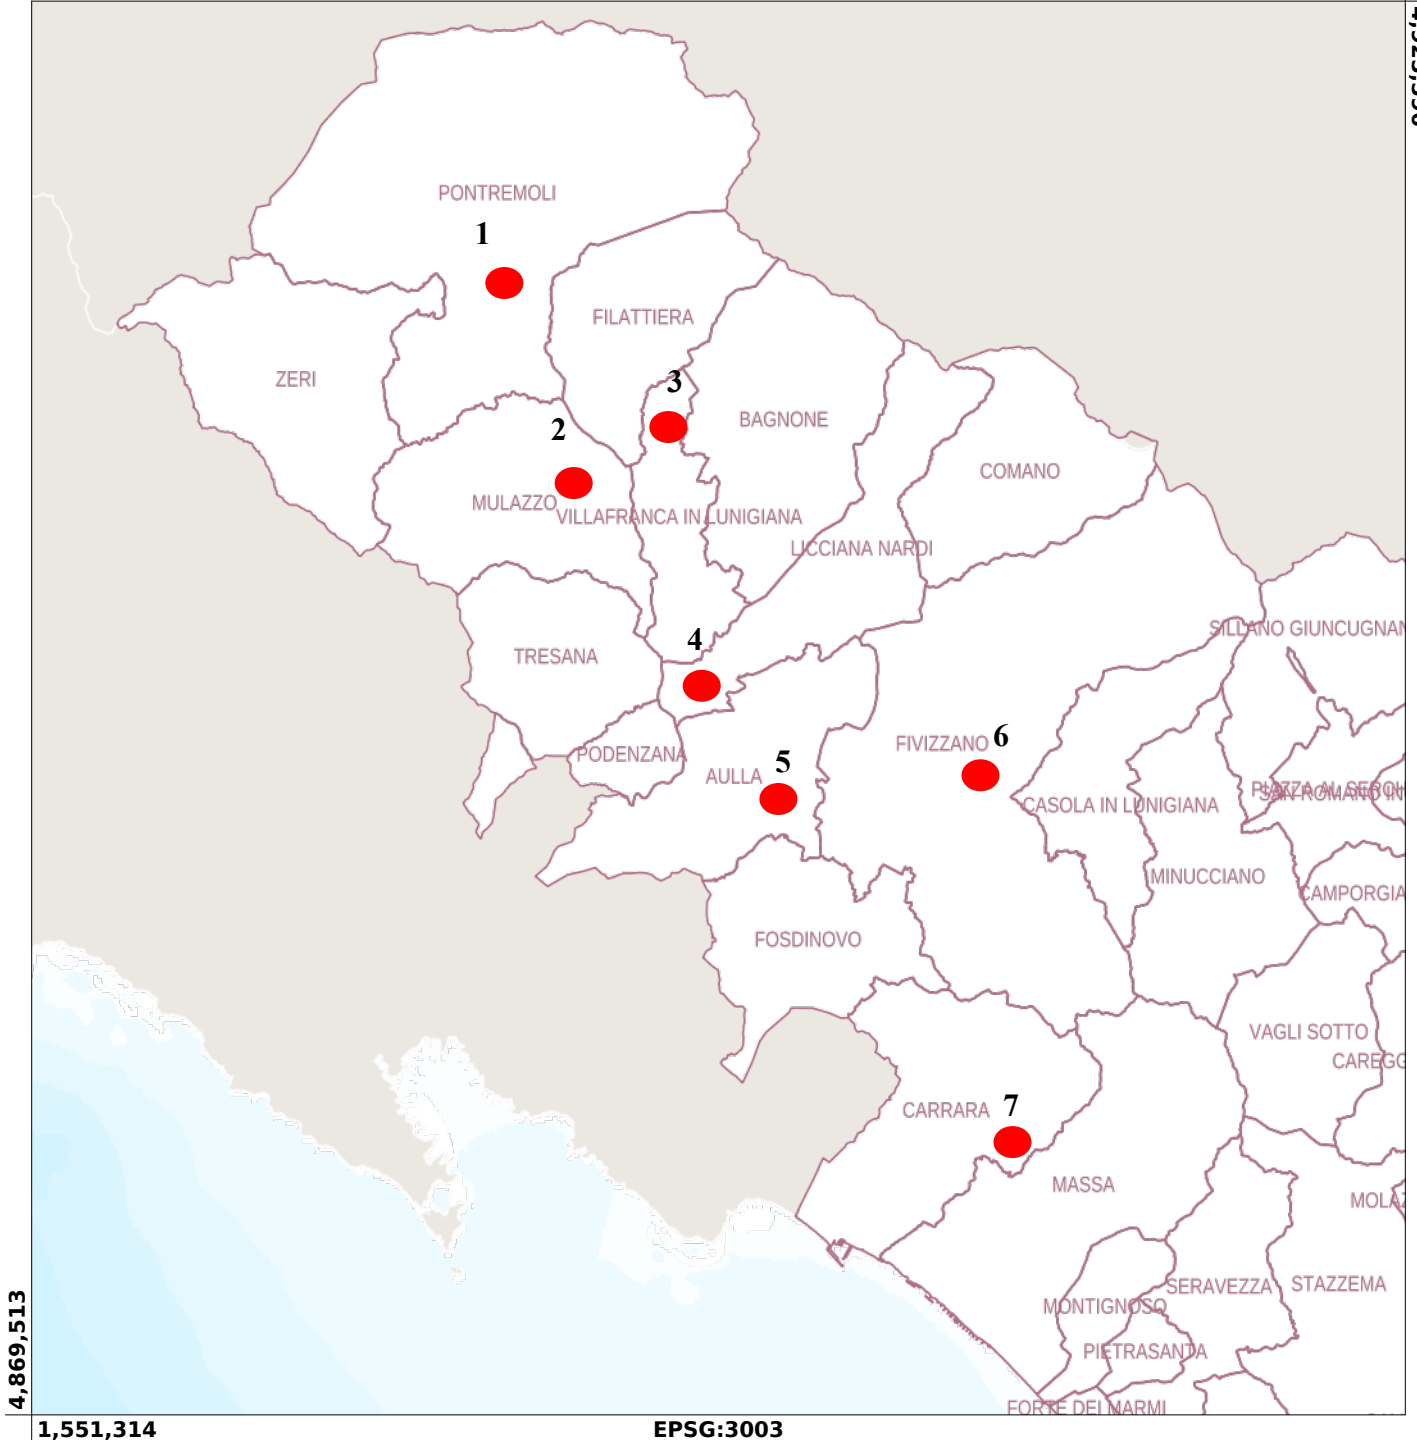 PONTREMOLI
1
FILATTIERA
ZERI
3
BAGNONE
2
COMANO
MULAZZO
VILLAFRANCA IN LUNIGIANA
LICCIANA NARDI
SILLANO GIUNCUGNAN
4
TRESANA
FIVIZZANO
6
PODENZANA
5
AULLA
CASOLA IN LUNIGIANA
MINUCCIANO
CAMPORGIA
FOSDINOVO
VAGLI SOTTO
CAREGG
CARRARA
7
MASSA
MOLAZ
SERAVEZZA
STAZZEMA
MONTIGNOSO
PIETRASANTA
FORTE DEI MARMI
4,869,513
1,551,314
EPSG:3003